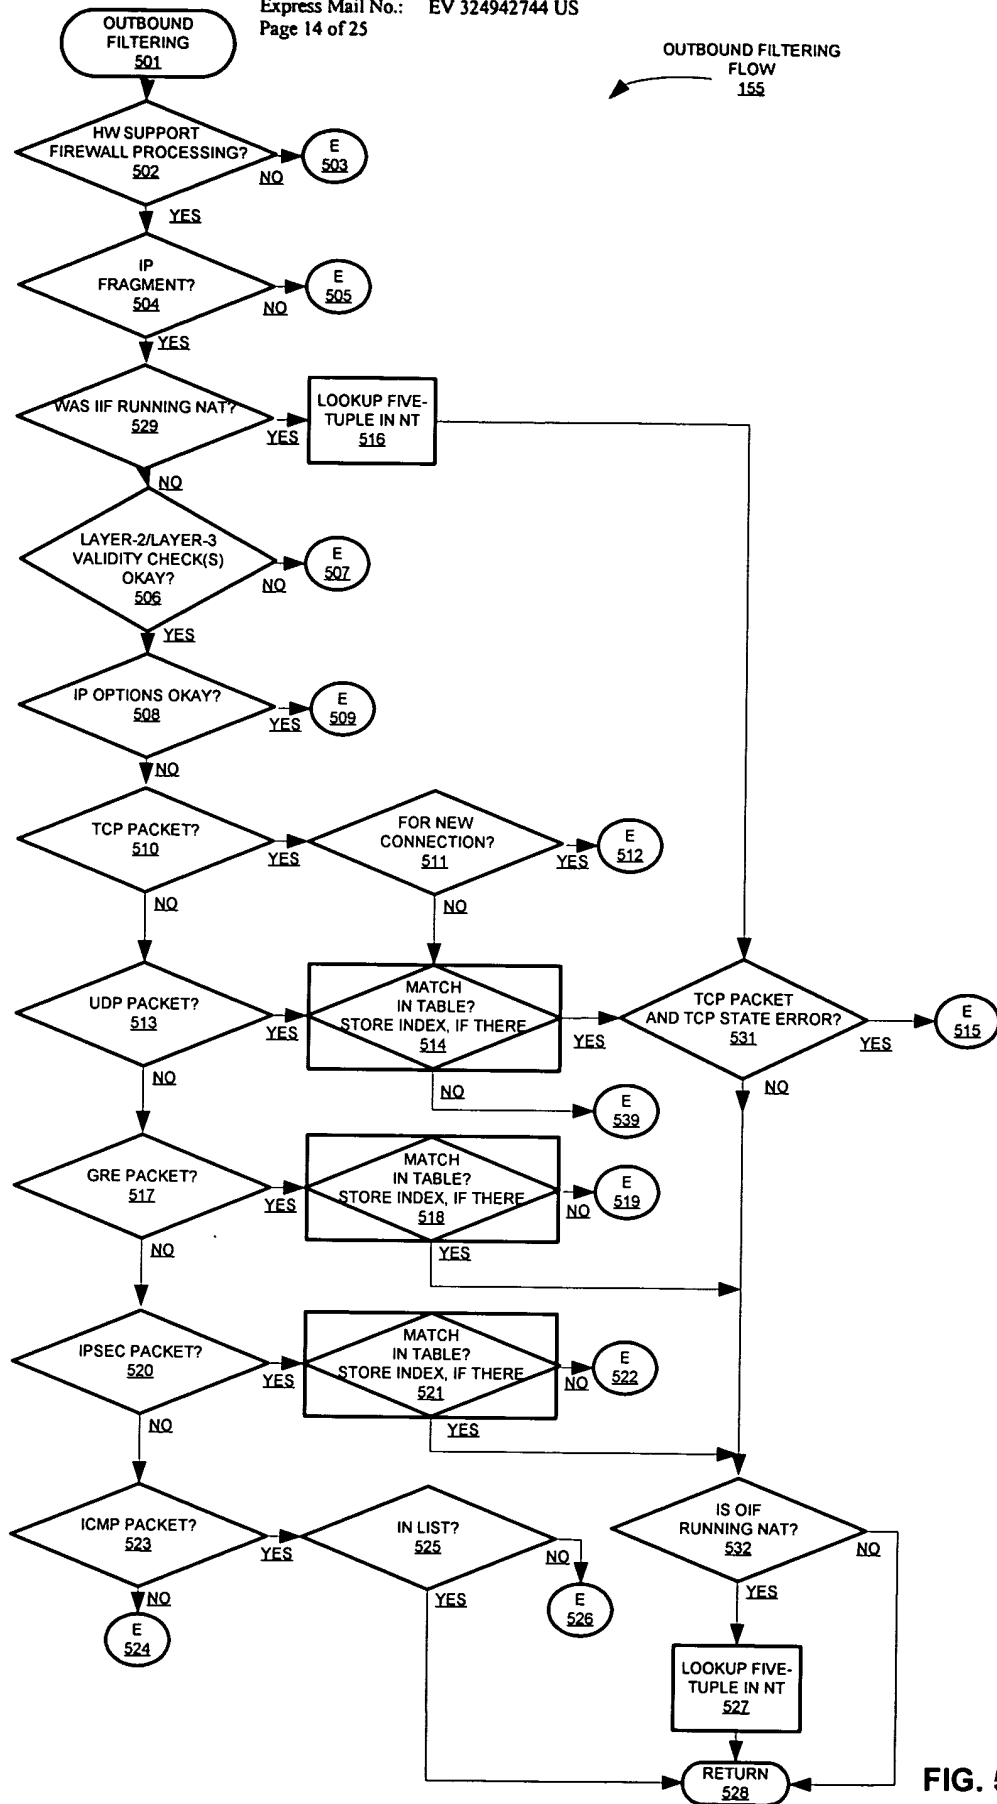 Express Mail No.: EV 324942744 US
Page 14 of 25
OUTBOUND
FILTERING
501
OUTBOUND FILTERING
FLOW
155
HW SUPPORT
FIREWALL PROCESSING?
502
NO
E
503
YES
IP
FRAGMENT?
504
NO
E
505
YES
WAS IIF RUNNING NAT?
529
YES
LOOKUP FIVE-
TUPLE IN NT
516
NO
LAYER-2/LAYER-3
VALIDITY CHECK(S)
OKAY?
506
NO
E
507
YES
IP OPTIONS OKAY?
508
YES
E
509
NO
TCP PACKET?
510
YES
FOR NEW
CONNECTION?
511
YES
E
512
NO
NO
UDP PACKET?
513
YES
MATCH
IN TABLE?
STORE INDEX, IF THERE
514
YES
TCP PACKET
AND TCP STATE ERROR?
531
YES
E
515
NO
NO
E
539
NO
GRE PACKET?
517
YES
MATCH
IN TABLE?
STORE INDEX, IF THERE
518
NO
E
519
NO
YES
IPSEC PACKET?
520
YES
MATCH
IN TABLE?
STORE INDEX, IF THERE
521
NO
E
522
NO
YES
ICMP PACKET?
523
YES
IN LIST?
525
NO
E
526
IS OIF
RUNNING NAT?
532
NO
NO
E
524
YES
YES
LOOKUP FIVE-
TUPLE IN NT
527
RETURN
528
FIG. 5